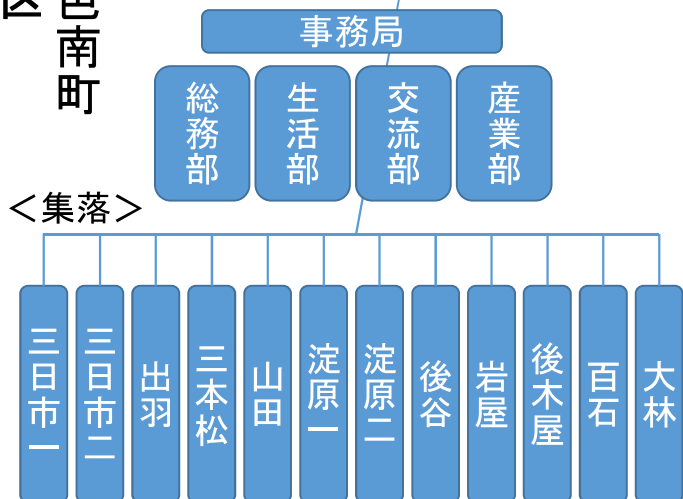 邑南町
区
事務局
総務部
生活部
交流部
産業部
＜集落＞
三日市一
三日市二
出羽
三本松
山田
淀原一
淀原二
後谷
岩屋
後木屋
百石
大林